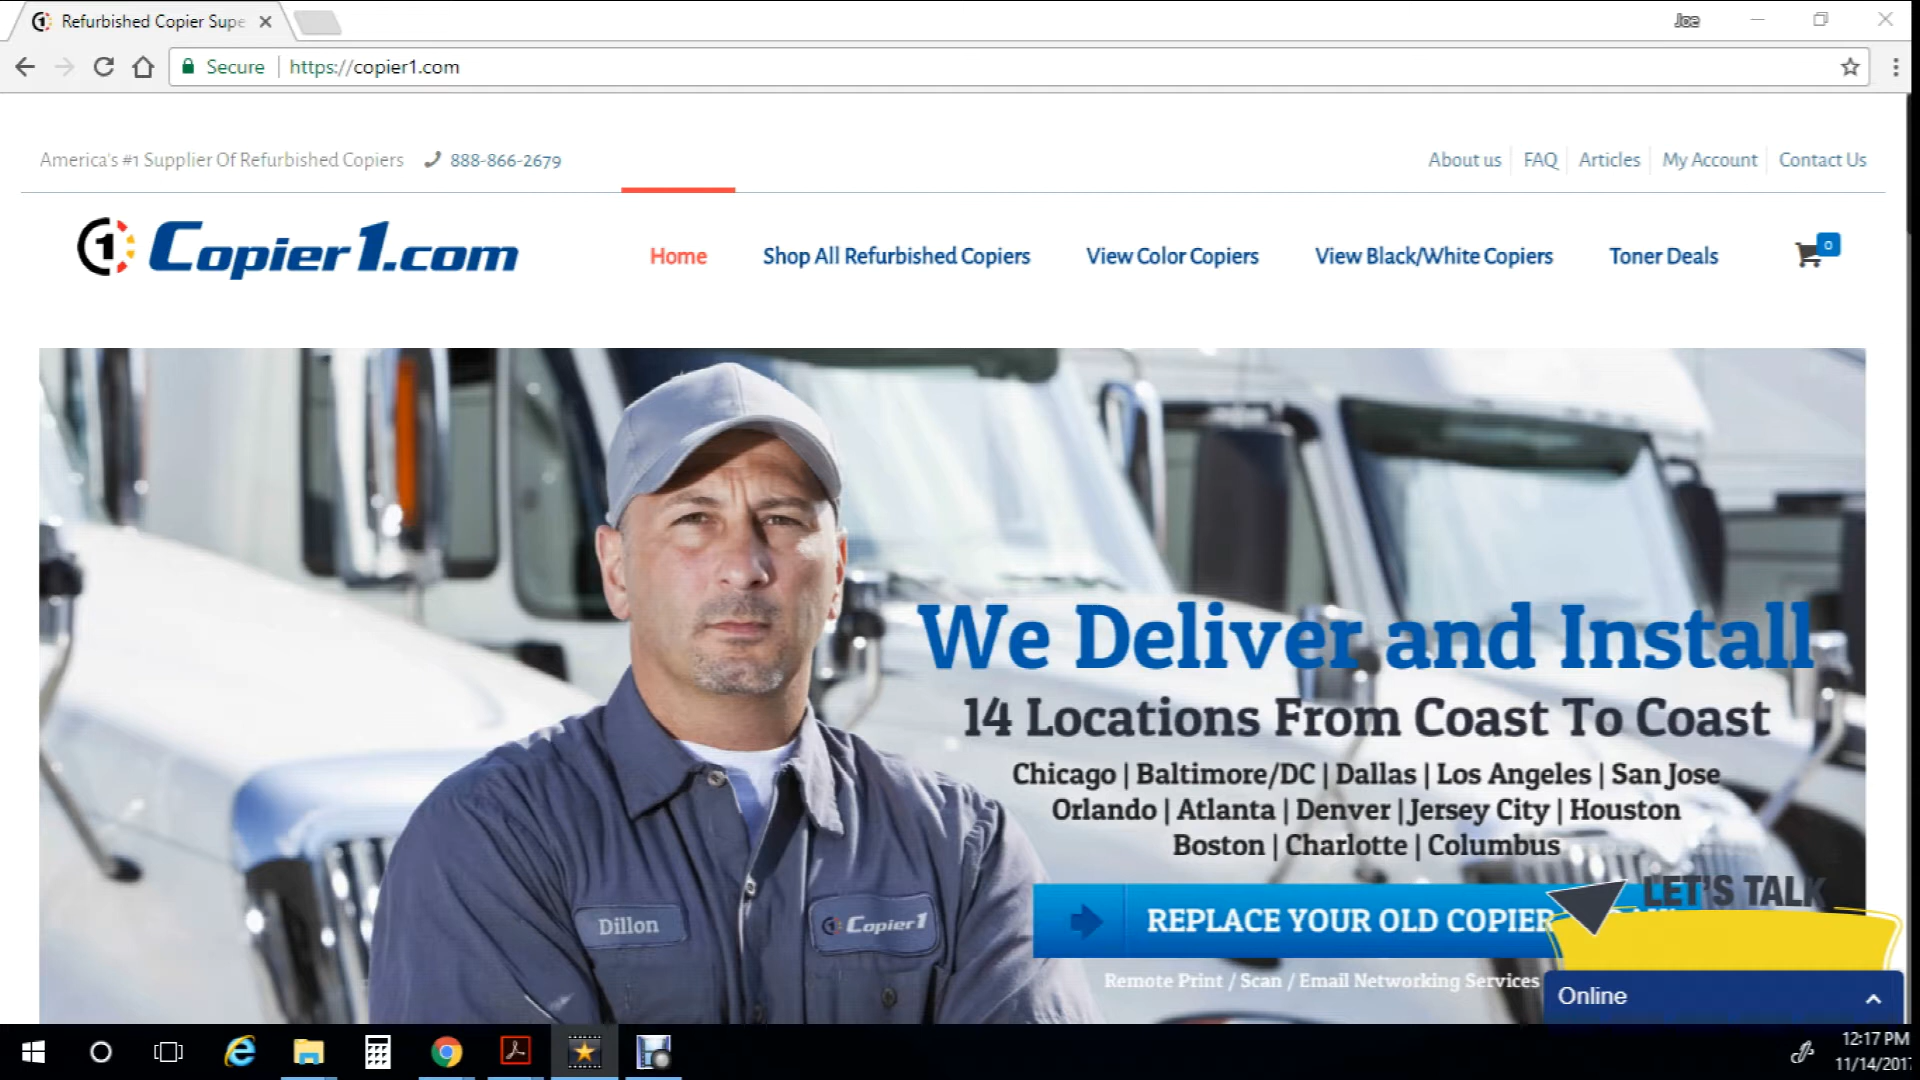 Refurbished Copier Supe
Joe
Secure
https://copier1.com
America's #1 Supplier Of Refurbished Copiers
888-866-2679
About us
FAQ
Articles
My Account
Contact Us
1 Copier1.com
Home
Shop All Refurbished Copiers
View Color Copiers
View Black/White Copiers
Toner Deals
0
We Deliver and Install
14 Locations From Coast To Coast
Chicago | Baltimore/DC | Dallas | Los Angeles | San Jose
Orlando | Atlanta | Denver | Jersey City | Houston
Boston | Charlotte | Columbus
Dillon
Copier1
REPLACE YOUR OLD COPIER
LET'S TALK
Remote Print / Scan / Email Networking Services
Online
12:17 PM
11/14/2017